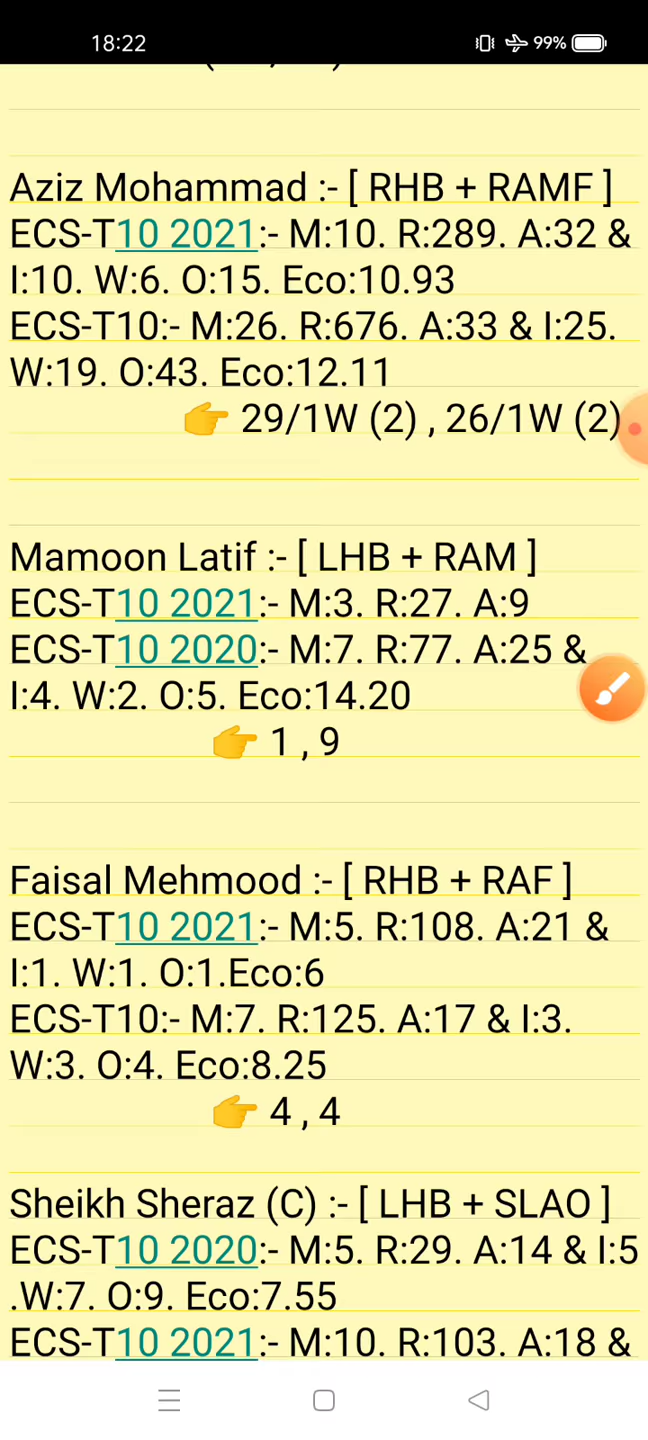 18:22
99%
Aziz Mohammad :- [ RHB + RAMF ]
ECS-T10 2021:- M:10. R:289. A:32 &
I:10. W:6. O:15. Eco:10.93
ECS-T10:- M:26. R:676. A:33 & I:25.
W:19. O:43. Eco:12.11
👉 29/1W (2) , 26/1W (2)
Mamoon Latif :- [ LHB + RAM ]
ECS-T10 2021:- M:3. R:27. A:9
ECS-T10 2020:- M:7. R:77. A:25 &
I:4. W:2. O:5. Eco:14.20
👉 1 , 9
Faisal Mehmood :- [ RHB + RAF ]
ECS-T10 2021:- M:5. R:108. A:21 &
I:1. W:1. O:1.Eco:6
ECS-T10:- M:7. R:125. A:17 & I:3.
W:3. O:4. Eco:8.25
👉 4 , 4
Sheikh Sheraz (C) :- [ LHB + SLAO ]
ECS-T10 2020:- M:5. R:29. A:14 & I:5
.W:7. O:9. Eco:7.55
ECS-T10 2021:- M:10. R:103. A:18 &